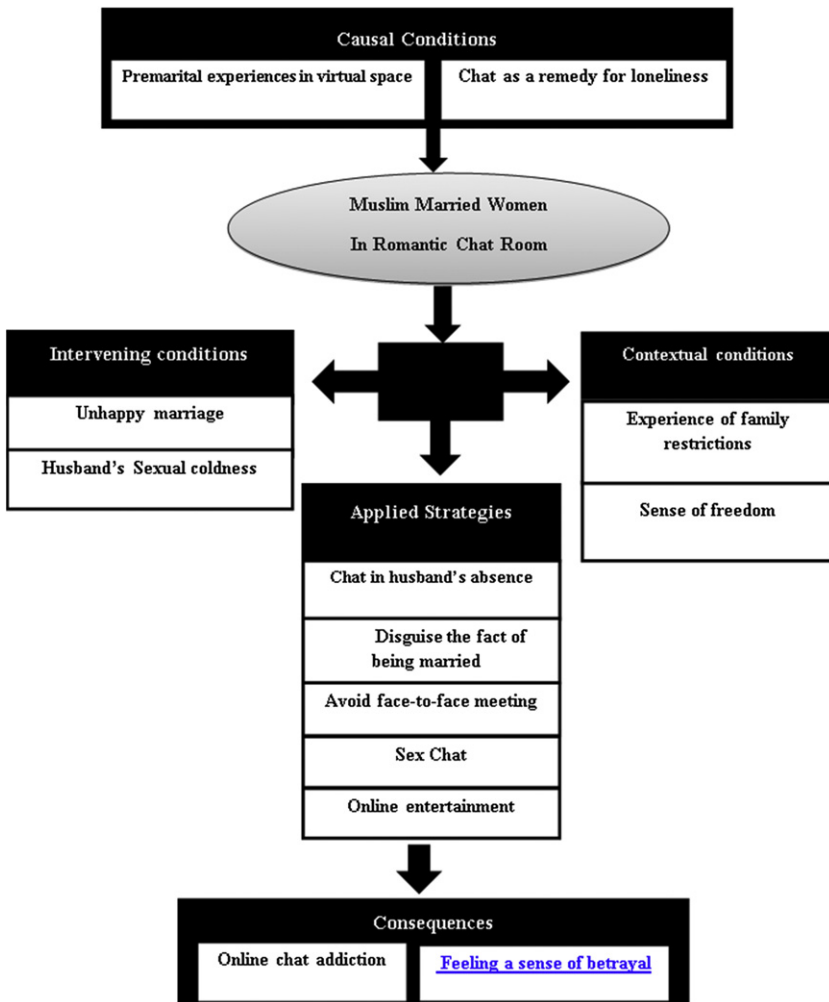 Causal Conditions
Premarital experiences in virtual space
Chat as a remedy for loneliness
Muslim Married Women
In Romantic Chat Room
Intervening conditions
Unhappy marriage
Husband's Sexual coldness
Contextual conditions
Experience of family
restrictions
Sense of freedom
Applied Strategies
Chat in husband's absence
Disguise the fact of
being married
Avoid face-to-face meeting
Sex Chat
Online entertainment
Consequences
Online chat addiction
Feeling a sense of betrayal